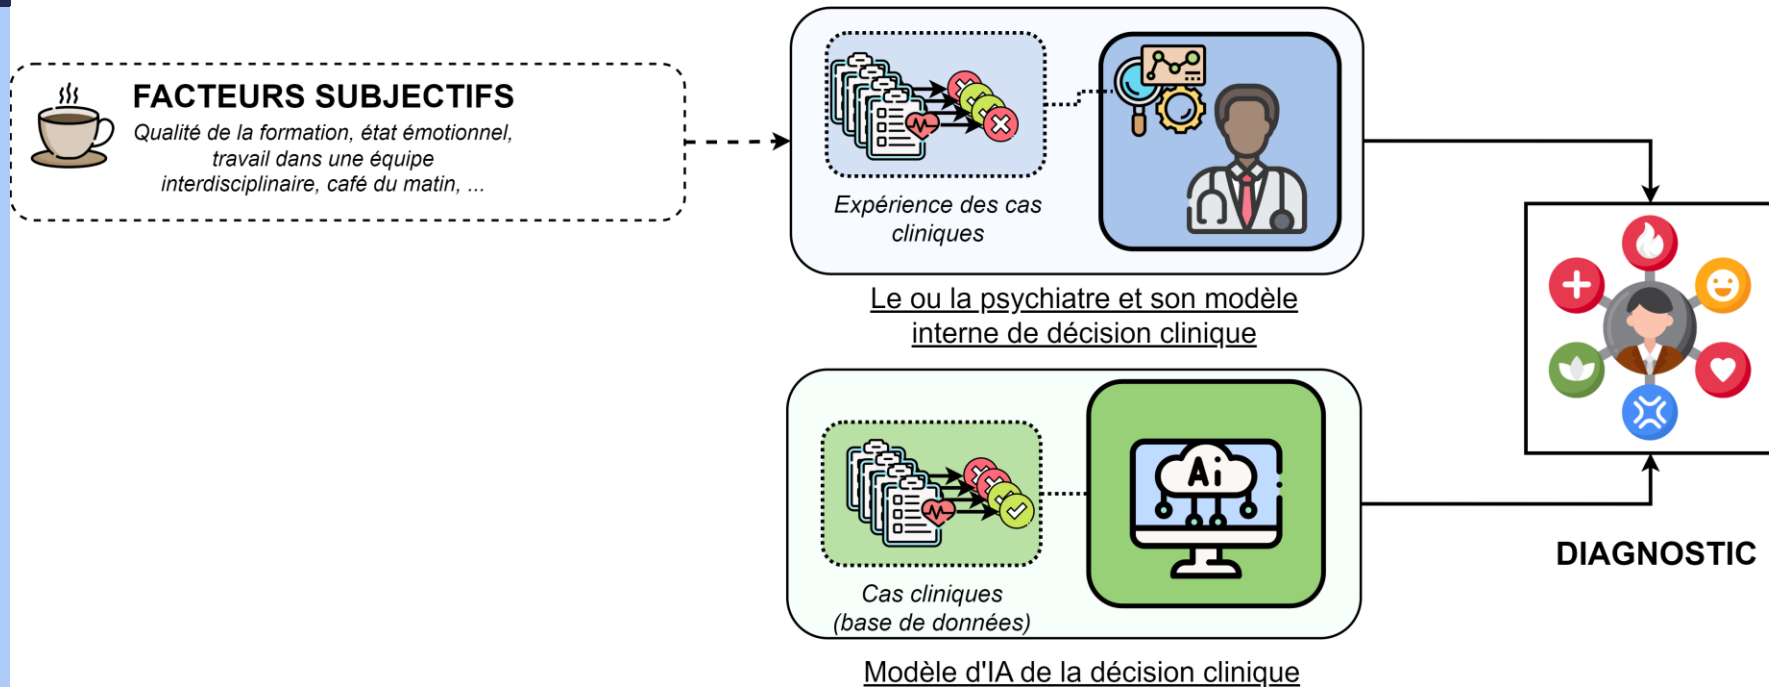 FACTEURS SUBJECTIFS
Qualité de la formation, état émotionnel,
travail dans une équipe
interdisciplinaire, café du matin, ...
Expérience des cas
cliniques
Le ou la psychiatre et son modèle
interne de décision clinique
Ai
Cas cliniques
(base de données)
Modèle d'IA de la décision clinique
DIAGNOSTIC